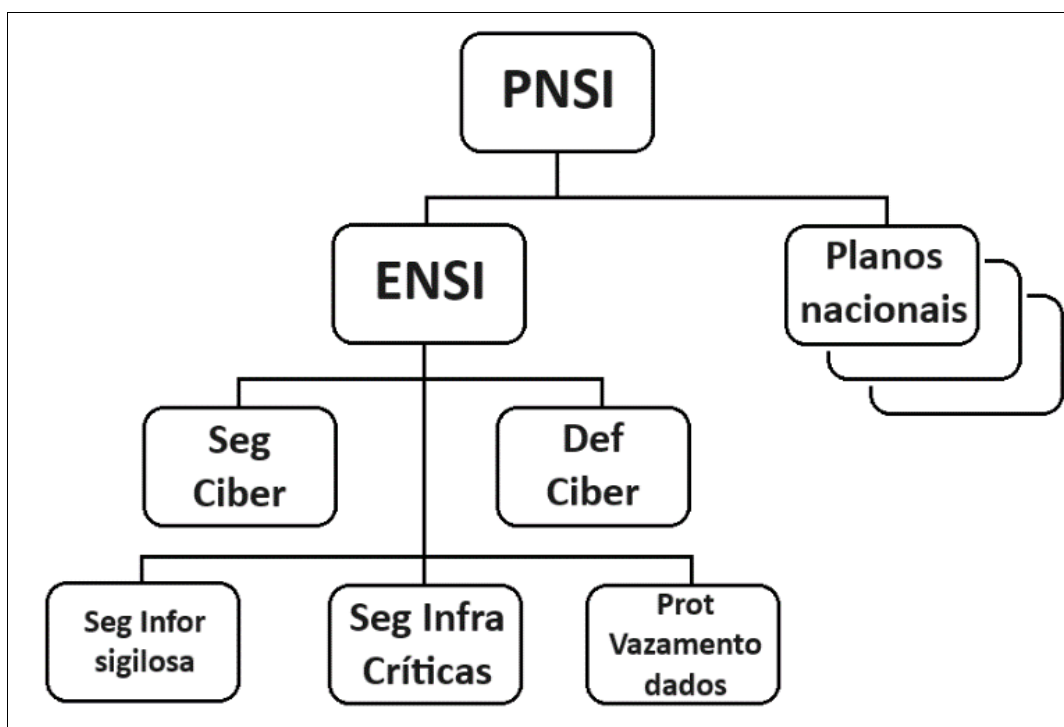 PNSI
ENSI
Planos
nacionais
Seg
Ciber
Def
Ciber
Seg Infor
sigilosa
Seg Infra
Críticas
Prot
Vazamento
dados